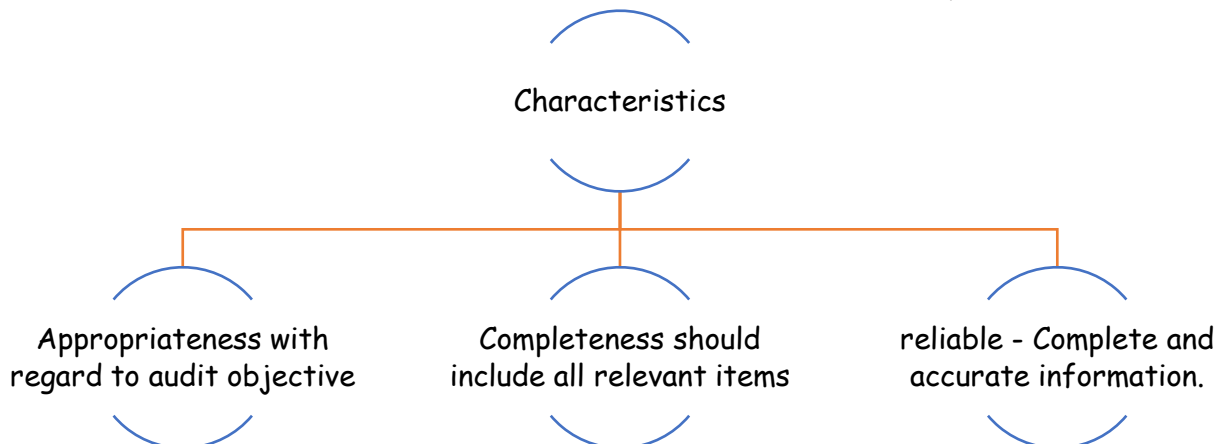 Characteristics
Appropriateness with
regard to audit objective
Completeness should
include all relevant items
reliable - Complete and
accurate information.